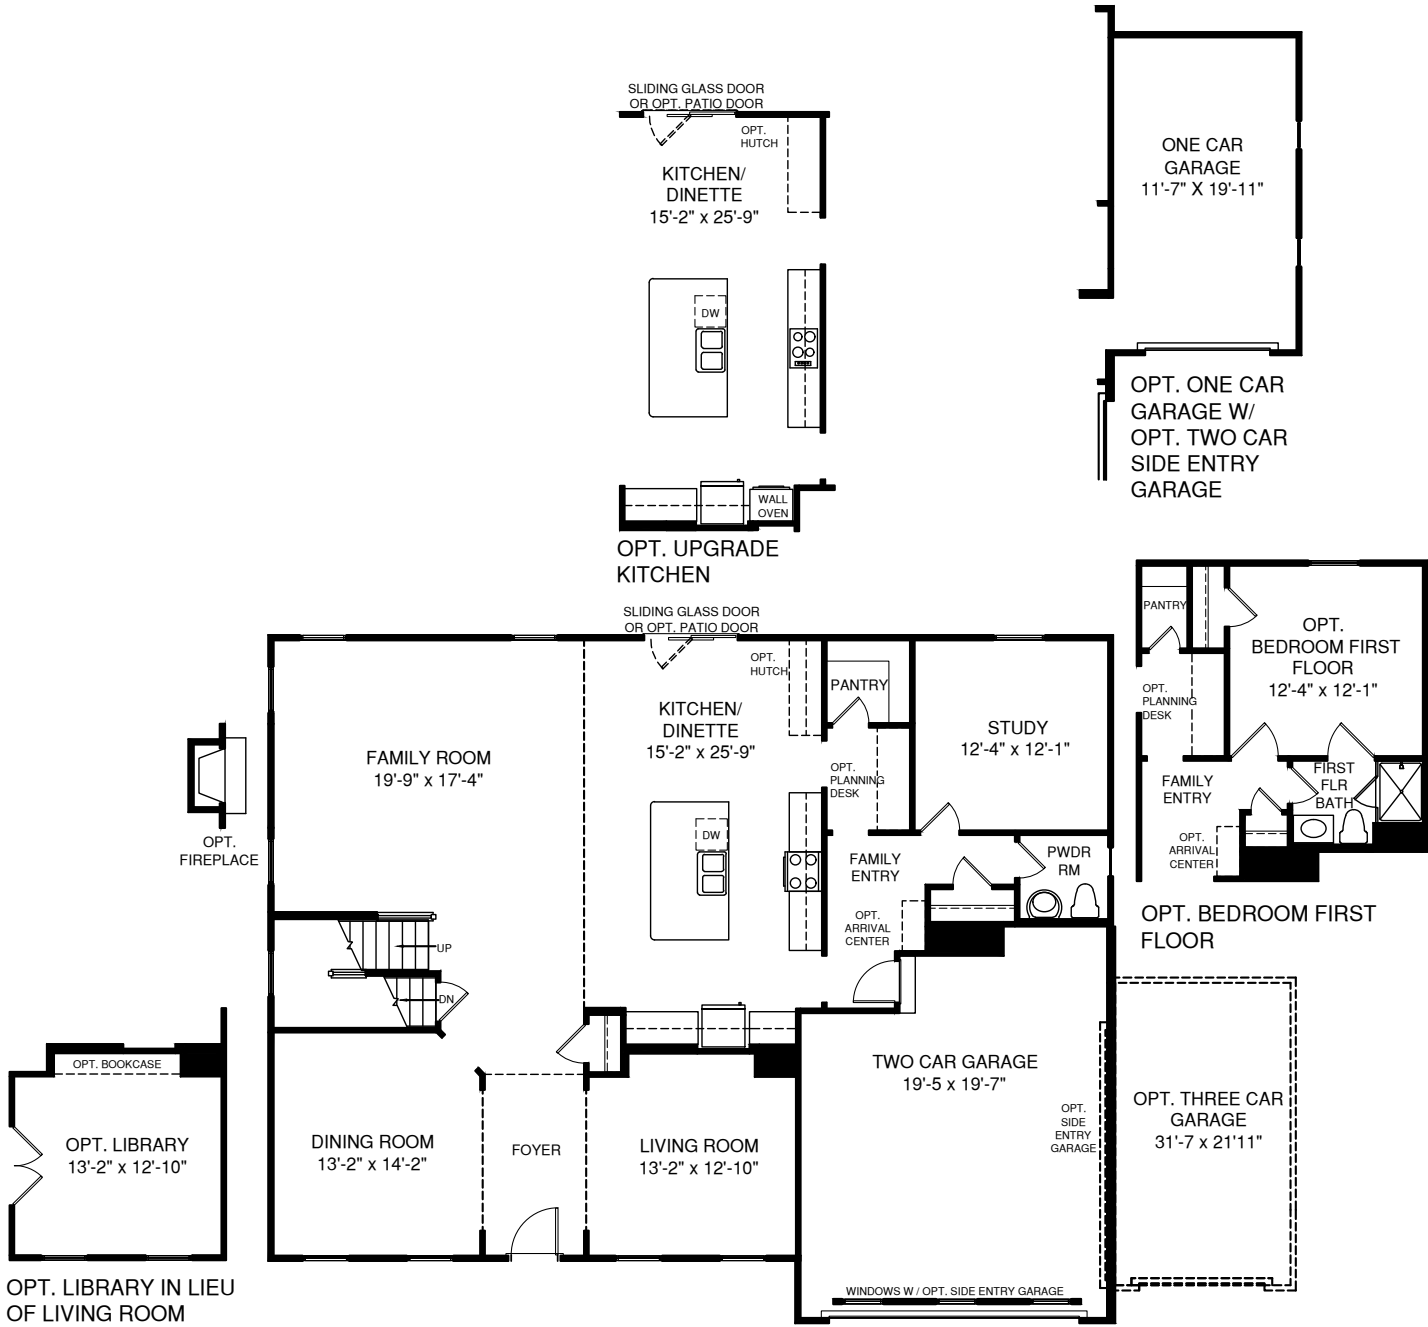 SLIDING GLASS DOOR
OR OPT. PATIO DOOR
OPT.
HUTCH
KITCHEN/
DINETTE
15'-2" x 25'-9"
DW
WALL
OVEN
OPT. UPGRADE
KITCHEN
ONE CAR
GARAGE
11'-7" X 19'-11"
OPT. ONE CAR
GARAGE W/
OPT. TWO CAR
SIDE ENTRY
GARAGE
PANTRY
OPT.
BEDROOM FIRST
FLOOR
12'-4" x 12'-1"
OPT.
PLANNING
DESK
FAMILY
ENTRY
FIRST
FLR
BATH
OPT.
ARRIVAL
CENTER
OPT. BEDROOM FIRST
FLOOR
SLIDING GLASS DOOR
OR OPT. PATIO DOOR
OPT.
HUTCH
PANTRY
KITCHEN/
DINETTE
15'-2" x 25'-9"
STUDY
12'-4" x 12'-1"
FAMILY ROOM
19'-9" x 17'-4"
OPT.
PLANNING
DESK
OPT.
FIREPLACE
DW
FAMILY
ENTRY
PWDR
RM
OPT.
ARRIVAL
CENTER
UP
DN
OPT. BOOKCASE
OPT. LIBRARY
13'-2" x 12'-10"
OPT. LIBRARY IN LIEU
OF LIVING ROOM
DINING ROOM
13'-2" x 14'-2"
FOYER
LIVING ROOM
13'-2" x 12'-10"
TWO CAR GARAGE
19'-5 x 19'-7"
OPT.
SIDE
ENTRY
GARAGE
OPT. THREE CAR
GARAGE
31'-7 x 21'11"
WINDOWS W / OPT. SIDE ENTRY GARAGE